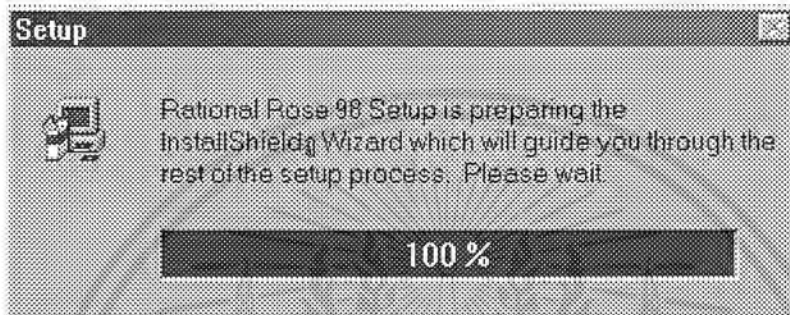 Setup
Rational Rose 98 Setup is preparing the
InstallShield Wizard which will guide you through the
rest of the setup process. Please wait.
100 %